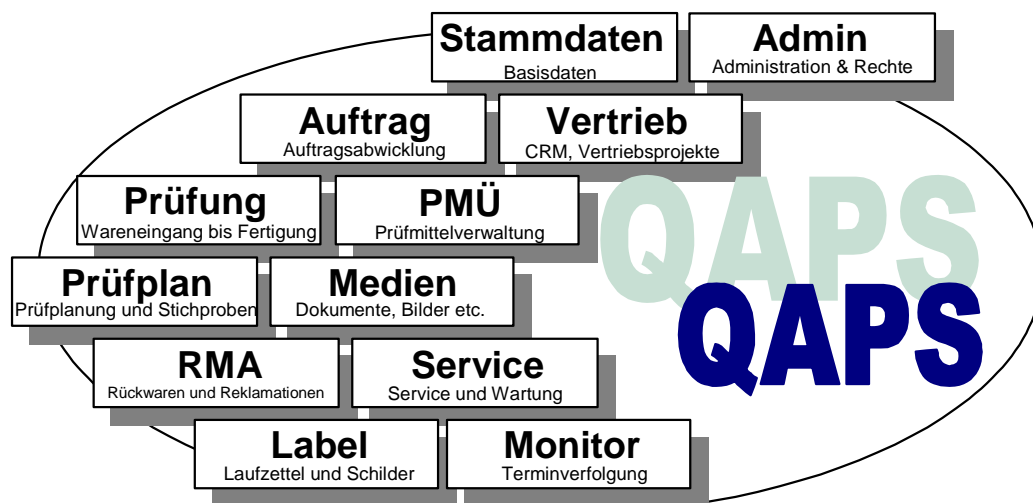 Stammdaten
Basisdaten
Admin
Administration & Rechte
Auftrag
Auftragsabwicklung
Vertrieb
CRM, Vertriebsprojekte
Prüfung
Wareneingang bis Fertigung
PMÜ
Prüfmittelverwaltung
Prüfplan
Prüfplanung und Stichproben
Medien
Dokumente, Bilder etc.
RMA
Rückwaren und Reklamationen
Service
Service und Wartung
Label
Laufzettel und Schilder
Monitor
Terminverfolgung
QAPS
QAPS